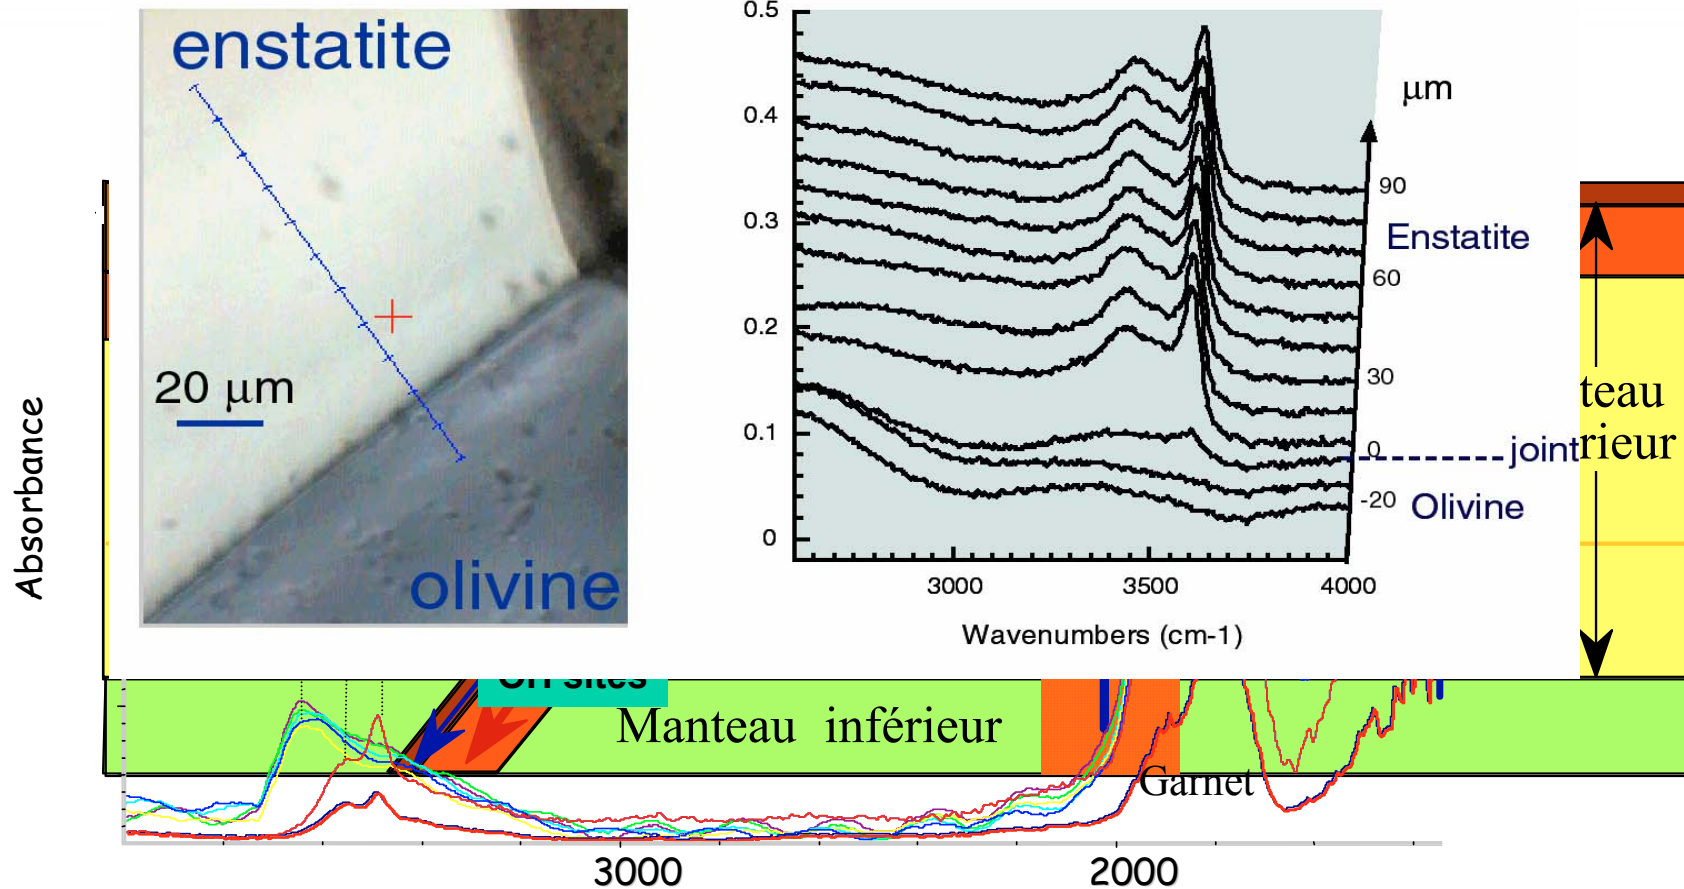 enstatite
20 µm
olivine
Absorbance
0.5
0.4
0.3
0.2
0.1
0
3000 3500 4000
Wavenumbers (cm-1)
µm
90
Enstatite
60
30
0
joint
-20
Olivine
teau
rieur
OH sites
Manteau inférieur
Garnet
3000 2000